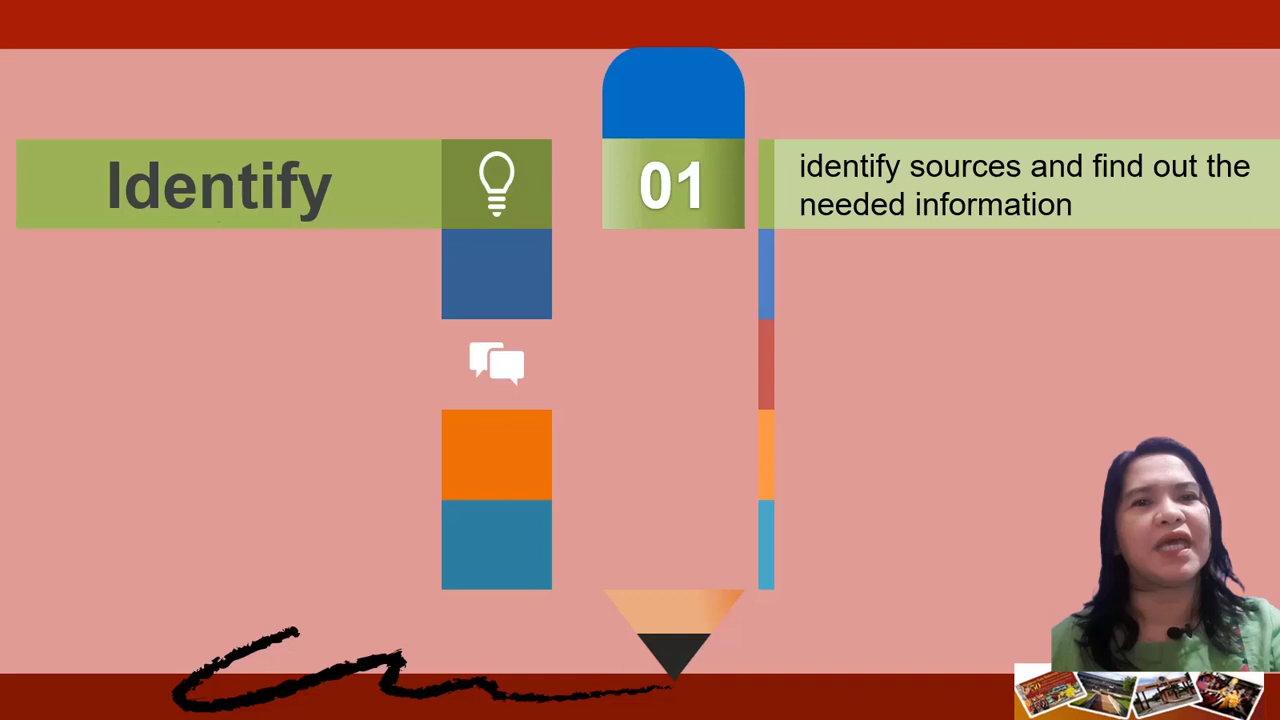 Identify
01
identify sources and find out the
needed information